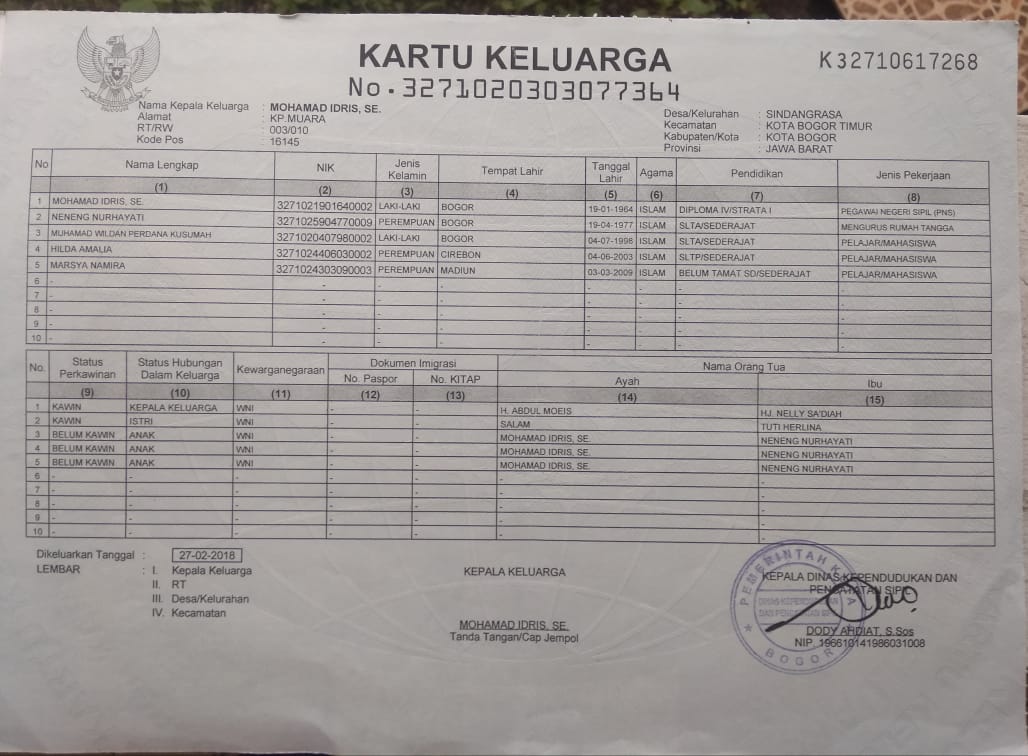 KARTU KELUARGA
No.3271020303077364
K32710617268
Nama Kepala Keluarga : MOHAMAD IDRIS, SE.
Alamat : KP.MUARA
RT/RW : 003/010
Kode Pos : 16145
Desa/Kelurahan : SINDANGRASA
Kecamatan : KOTA BOGOR TIMUR
Kabupaten/Kota : KOTA BOGOR
Provinsi : JAWA BARAT
No Nama Lengkap NIK Jenis Kelamin Tempat Lahir Tanggal Lahir Agama Pendidikan Jenis Pekerjaan
(1) (2) (3) (4) (5) (6) (7) (8)
1 MOHAMAD IDRIS, SE. 3271021901640002 LAKI-LAKI BOGOR 19-01-1964 ISLAM DIPLOMA IV/STRATA I PEGAWAI NEGERI SIPIL (PNS)
2 NENENG NURHAYATI 3271025904770009 PEREMPUAN BOGOR 19-04-1977 ISLAM SLTA/SEDERAJAT MENGURUS RUMAH TANGGA
3 MUHAMAD WILDAN PERDANA KUSUMAH 3271020407980002 LAKI-LAKI BOGOR 04-07-1998 ISLAM SLTA/SEDERAJAT PELAJAR/MAHASISWA
4 HILDA AMALIA 3271024406030002 PEREMPUAN CIREBON 04-06-2003 ISLAM SLTP/SEDERAJAT PELAJAR/MAHASISWA
5 MARSYA NAMIRA 3271024303090003 PEREMPUAN MADIUN 03-03-2009 ISLAM BELUM TAMAT SD/SEDERAJAT PELAJAR/MAHASISWA
6 - - - - - - - -
7 - - - - - - - -
8 - - - - - - - -
9 - - - - - - - -
10 - - - - - - - -
No. Status Perkawinan Status Hubungan Dalam Keluarga Kewarganegaraan Dokumen Imigrasi Nama Orang Tua
No. Paspor No. KITAP Ayah Ibu
(9) (10) (11) (12) (13) (14) (15)
1 KAWIN KEPALA KELUARGA WNI - - H. ABDUL MOEIS HJ. NELLY SA'DIAH
2 KAWIN ISTRI WNI - - SALAM TUTI HERLINA
3 BELUM KAWIN ANAK WNI - - MOHAMAD IDRIS, SE. NENENG NURHAYATI
4 BELUM KAWIN ANAK WNI - - MOHAMAD IDRIS, SE. NENENG NURHAYATI
5 BELUM KAWIN ANAK WNI - - MOHAMAD IDRIS, SE. NENENG NURHAYATI
6 - - - - - - -
7 - - - - - - -
8 - - - - - - -
9 - - - - - - -
10 - - - - - - -
Dikeluarkan Tanggal : 27-02-2018
LEMBAR : I. Kepala Keluarga
II. RT
III. Desa/Kelurahan
IV. Kecamatan
KEPALA KELUARGA
MOHAMAD IDRIS, SE.
Tanda Tangan/Cap Jempol
KEPALA DINAS KEPENDUDUKAN DAN
PENCATATAN SIPIL
PEMERINTAH KOTA
BOGOR
DODY AHDIAT, S.Sos
NIP. 196610141986031008